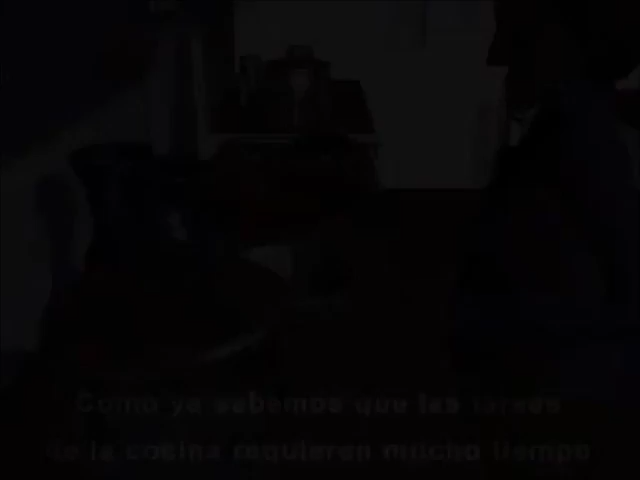 Como ya sabemos que las tareas
de la cocina requieren mucho tiempo